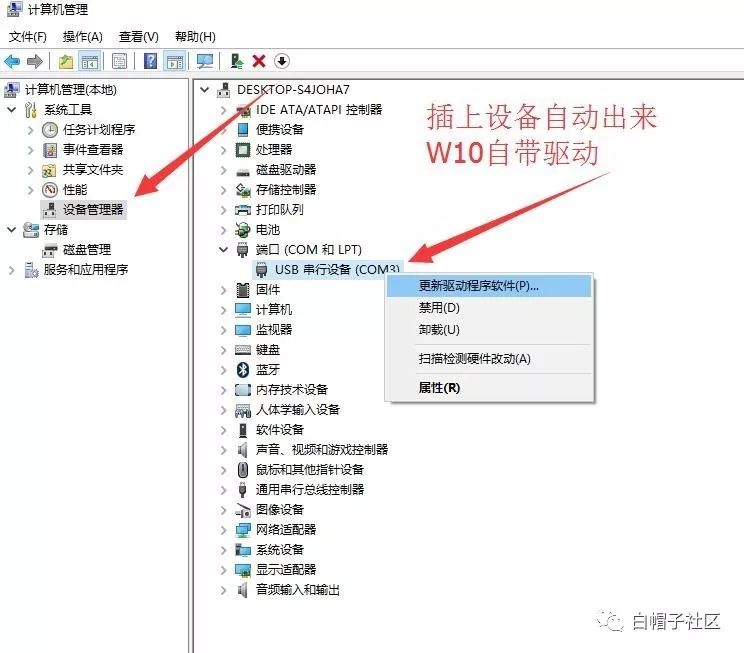 计算机管理
文件(F) 操作(A) 查看(V) 帮助(H)
计算机管理(本地)
系统工具
任务计划程序
事件查看器
共享文件夹
性能
设备管理器
存储
磁盘管理
服务和应用程序
DESKTOP-S4JOHA7
IDE ATA/ATAPI 控制器
便携设备
处理器
磁盘驱动器
存储控制器
打印队列
电池
端口 (COM 和 LPT)
USB 串行设备 (COM3)
固件
计算机
监视器
键盘
蓝牙
内存技术设备
人体学输入设备
软件设备
声音、视频和游戏控制器
鼠标和其他指针设备
通用串行总线控制器
图像设备
网络适配器
系统设备
显示适配器
音频输入和输出
插上设备自动出来
W10自带驱动
更新驱动程序软件(P)...
禁用(D)
卸载(U)
扫描检测硬件改动(A)
属性(R)
白帽子社区